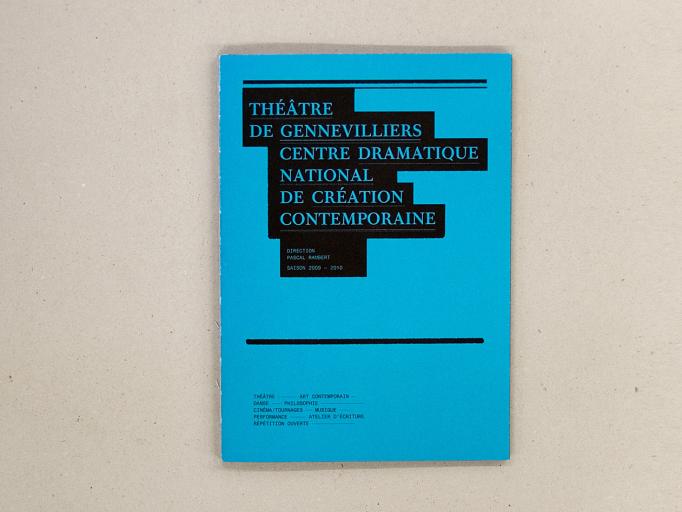 THÉÂTRE
DE GENNEVILLIERS
CENTRE DRAMATIQUE
NATIONAL
DE CRÉATION
CONTEMPORAINE
DIRECTION
PASCAL RAMBERT
SAISON 2009 – 2010
THÉÂTRE —— ART CONTEMPORAIN —
DANSE —— PHILOSOPHIE ——
CINÉMA/TOURNAGES —— MUSIQUE ——
PERFORMANCE —— ATELIER D'ÉCRITURE
RÉPÉTITION OUVERTE ——